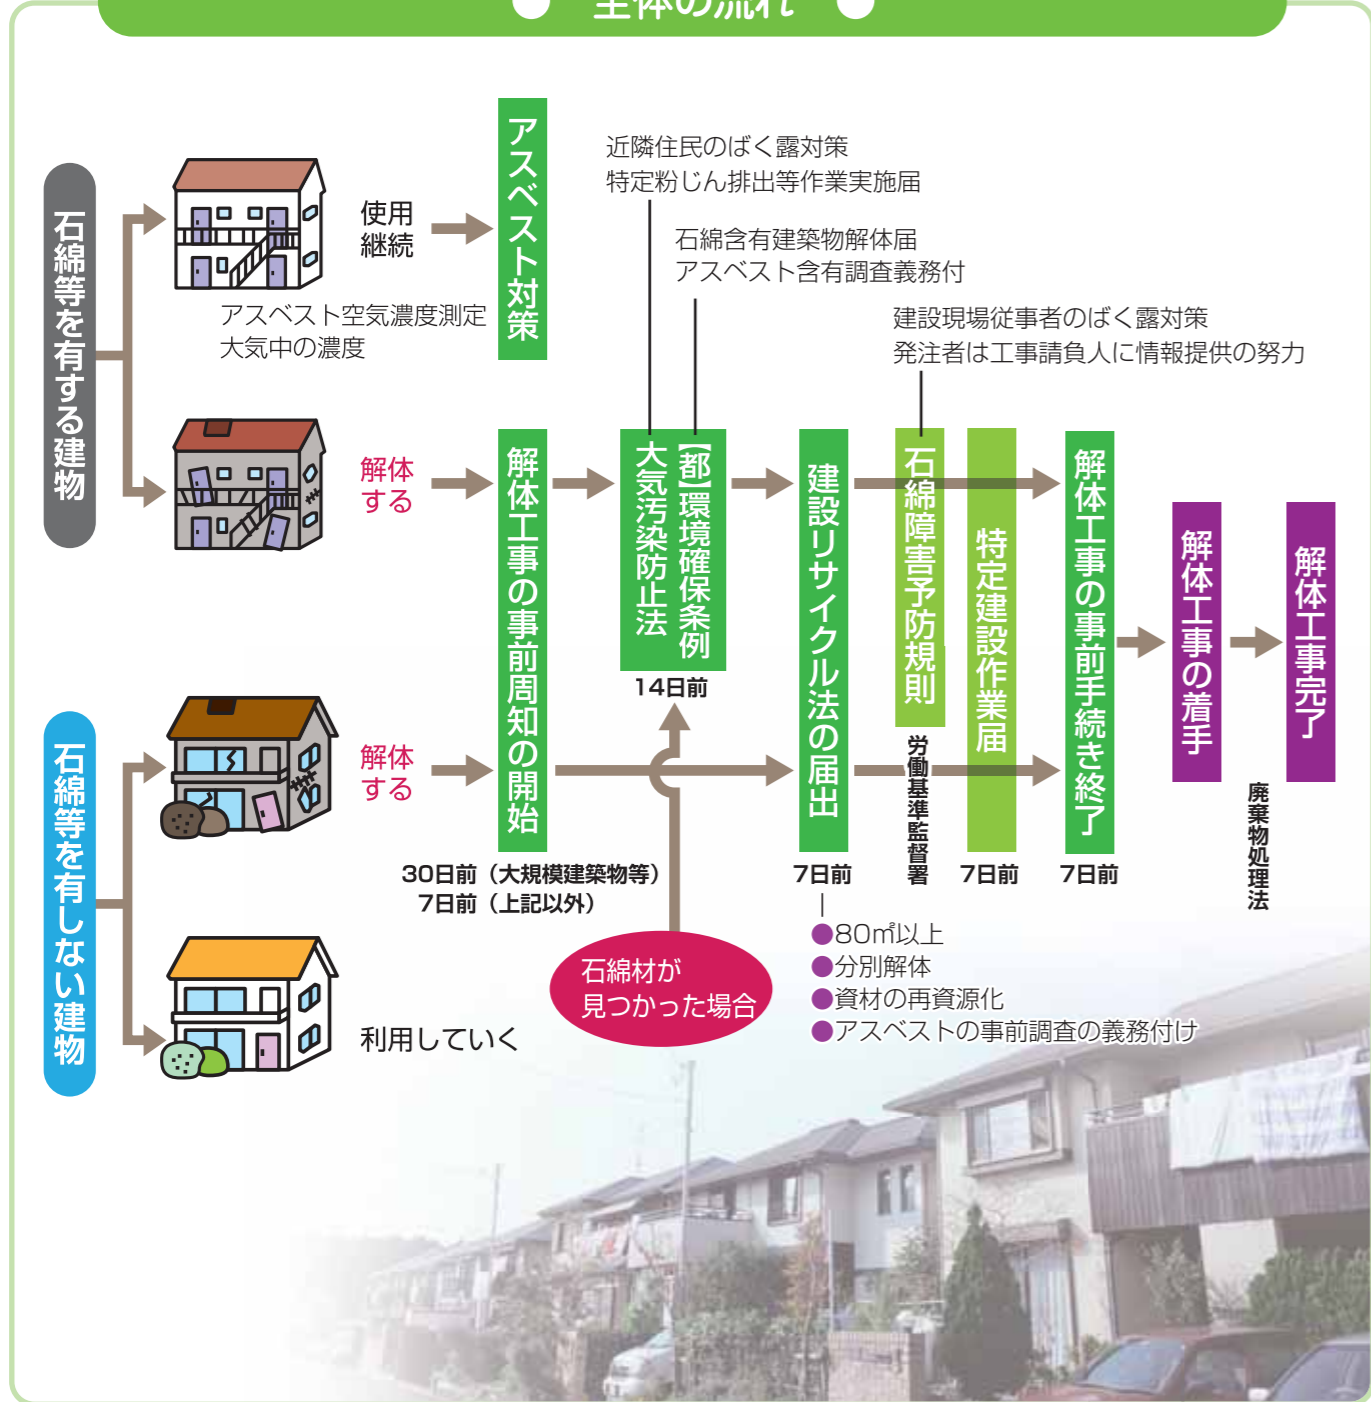 全体の流れ
石綿等を有する建物
使用
継続
アスベスト空気濃度測定
大気中の濃度
アスベスト対策
近隣住民のばく露対策
特定粉じん排出等作業実施届
石綿含有建築物解体届
アスベスト含有調査義務付
建設現場従事者のばく露対策
発注者は工事請負人に情報提供の努力
解体
する
解体工事の事前周知の開始
30日前（大規模建築物等）
7日前（上記以外）
【都】環境確保条例
大気汚染防止法
14日前
建設リサイクル法の届出
7日前
●80㎡以上
●分別解体
●資材の再資源化
●アスベストの事前調査の義務付け
石綿障害予防規則
労働基準監督署
特定建設作業届
7日前
解体工事の事前手続き終了
7日前
解体工事の着手
廃棄物処理法
解体工事完了
石綿等を有しない建物
解体
する
石綿材が
見つかった場合
利用していく